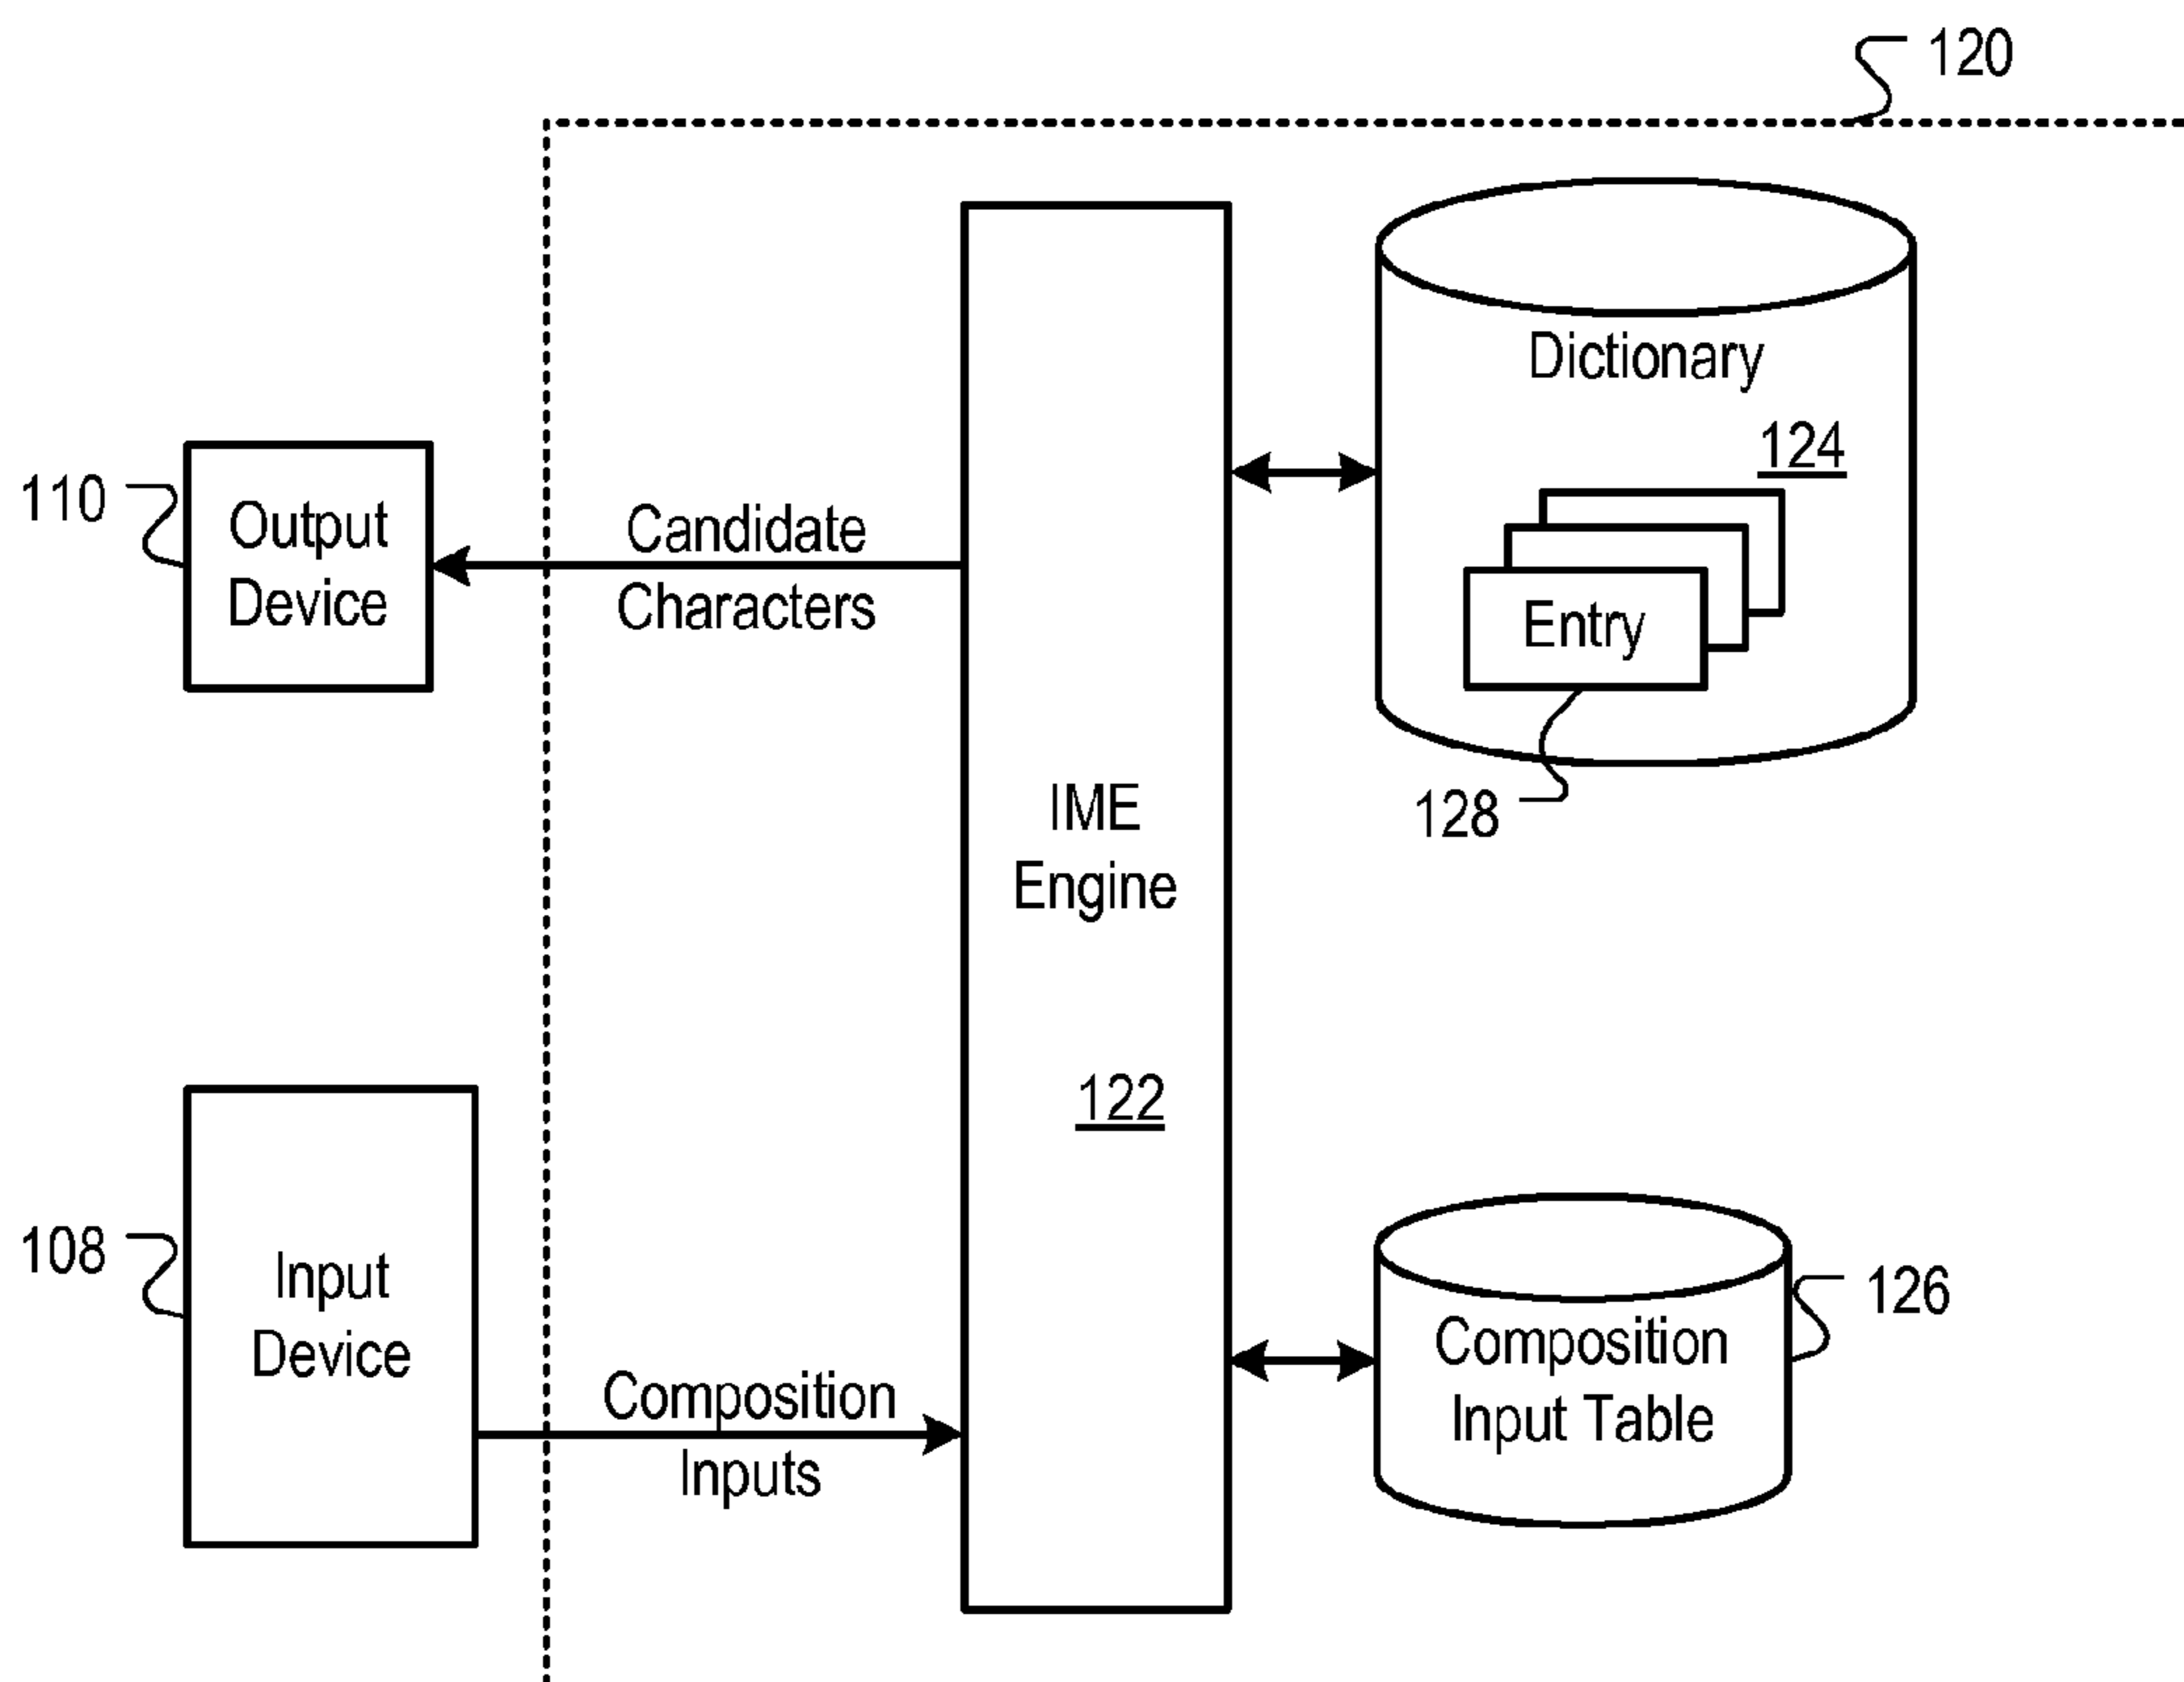 120
Dictionary
124
110
Output
Device
Candidate
Characters
Entry
128
IME
Engine
122
108
Input
Device
Composition
Inputs
126
Composition
Input Table